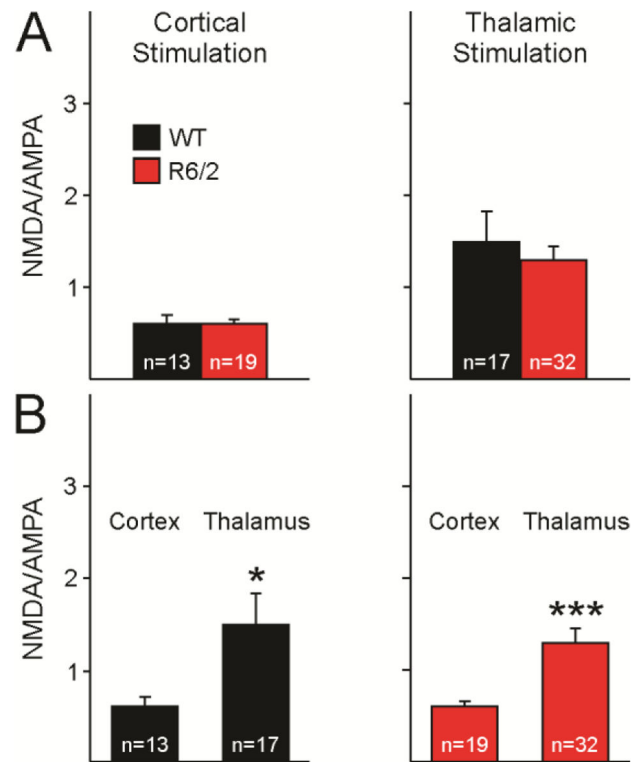 A
Cortical
Stimulation
Thalamic
Stimulation
NMDA/AMPA
3
2
1
WT
R6/2
n=13
n=19
n=17
n=32
B
NMDA/AMPA
3
2
1
Cortex
Thalamus
*
n=13
n=17
Cortex
Thalamus
***
n=19
n=32